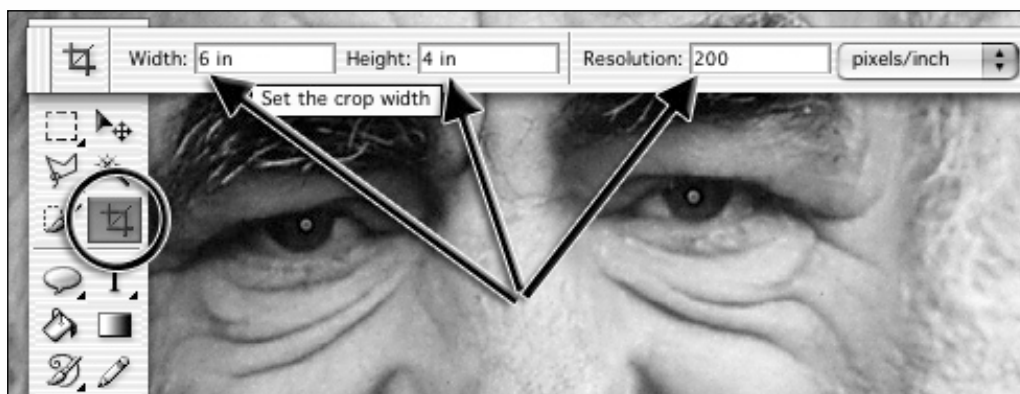 Width: 6 in Height: 4 in Resolution: 200 pixels/inch
Set the crop width
T